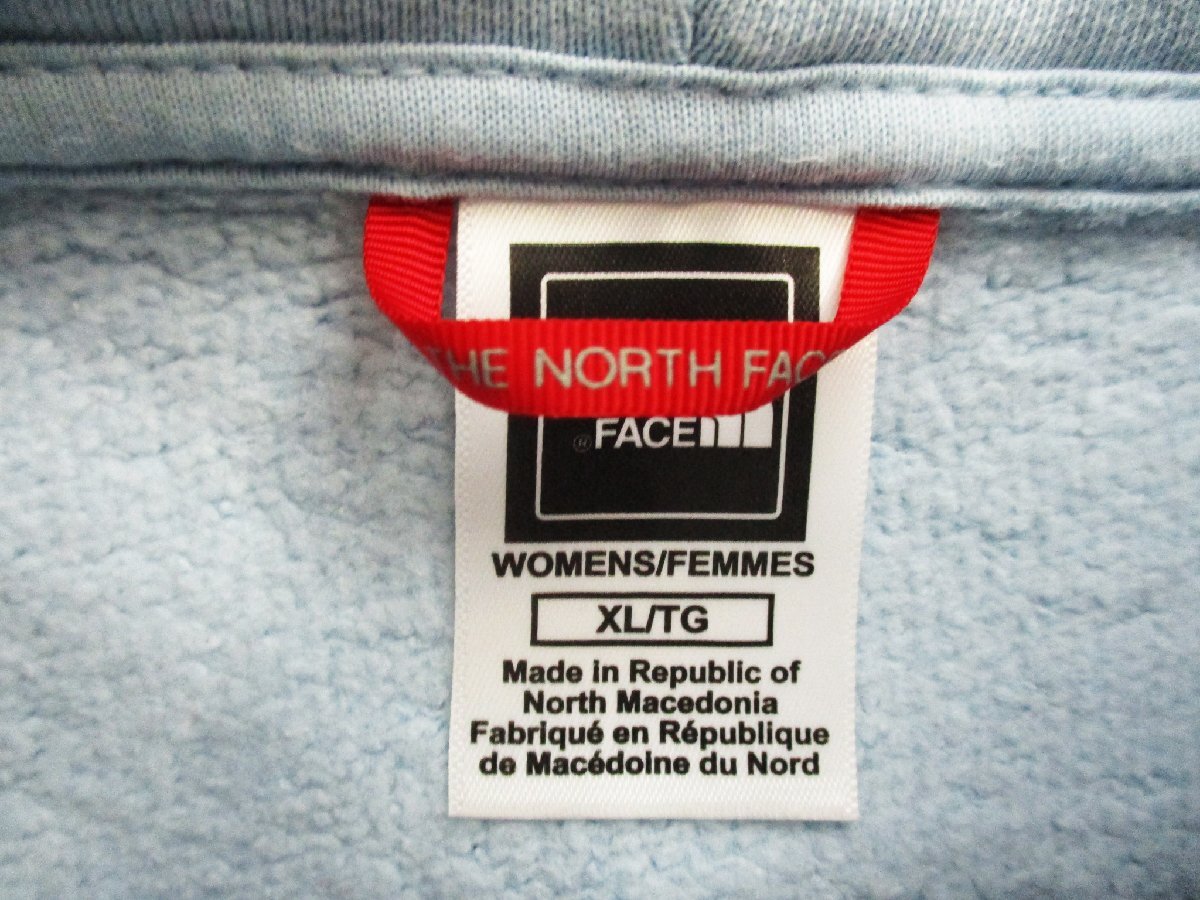 THE NORTH FAC
FACE
®
WOMENS/FEMMES
XL/TG
Made in Republic of
North Macedonia
Fabriqué en République
de Macédoine du Nord